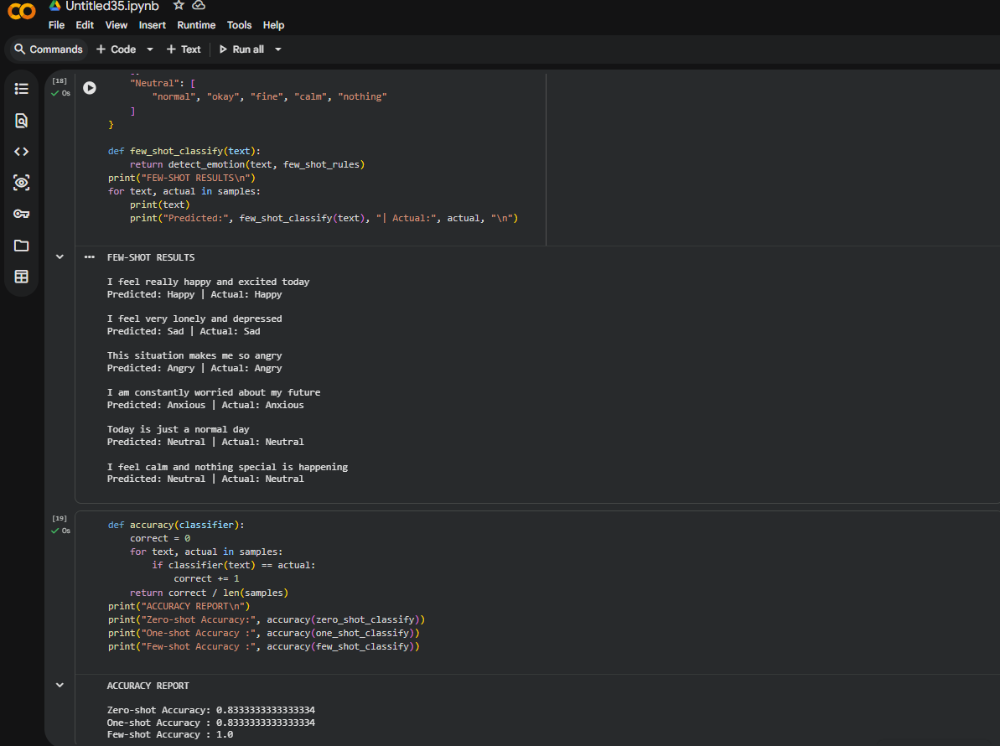 Untitled35.ipynb
File Edit View Insert Runtime Tools Help
Commands + Code + Text Run all
[18]
0s
"Neutral": [
"normal", "okay", "fine", "calm", "nothing"
]
}
def few_shot_classify(text):
return detect_emotion(text, few_shot_rules)
print("FEW-SHOT RESULTS\n")
for text, actual in samples:
print(text)
print("Predicted:", few_shot_classify(text), "| Actual:", actual, "\n")
FEW-SHOT RESULTS
I feel really happy and excited today
Predicted: Happy | Actual: Happy
I feel very lonely and depressed
Predicted: Sad | Actual: Sad
This situation makes me so angry
Predicted: Angry | Actual: Angry
I am constantly worried about my future
Predicted: Anxious | Actual: Anxious
Today is just a normal day
Predicted: Neutral | Actual: Neutral
I feel calm and nothing special is happening
Predicted: Neutral | Actual: Neutral
[19]
0s
def accuracy(classifier):
correct = 0
for text, actual in samples:
if classifier(text) == actual:
correct += 1
return correct / len(samples)
print("ACCURACY REPORT\n")
print("Zero-shot Accuracy:", accuracy(zero_shot_classify))
print("One-shot Accuracy :", accuracy(one_shot_classify))
print("Few-shot Accuracy :", accuracy(few_shot_classify))
ACCURACY REPORT
Zero-shot Accuracy: 0.8333333333333334
One-shot Accuracy : 0.8333333333333334
Few-shot Accuracy : 1.0